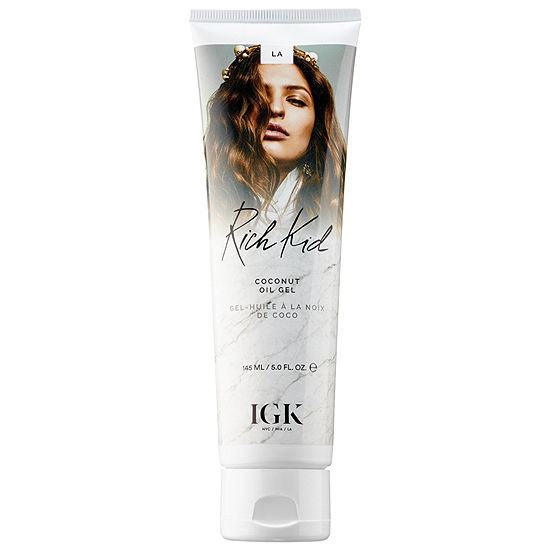 LA
Rich Kid
COCONUT
OIL GEL
GEL-HUILE À LA NOIX
DE COCO
145 ML / 5.0 FL. OZ. ℮
IGK
NYC / MIA / LA